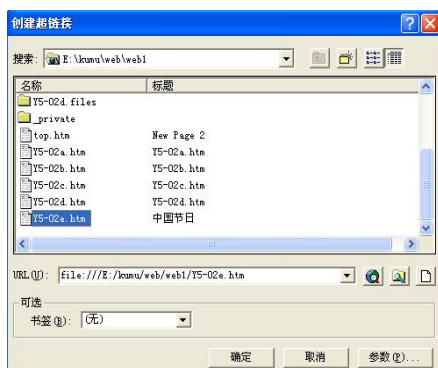 创建超链接
搜索: E:\kumu\web\web1
名称 标题
Y5-02d.files
_private
top.htm New Page 2
Y5-02a.htm Y5-02a.htm
Y5-02b.htm Y5-02b.htm
Y5-02c.htm Y5-02c.htm
Y5-02d.htm Y5-02d.htm
Y5-02e.htm 中国节日
URL(U): file:///E:/kumu/web/web1/Y5-02e.htm
可选
书签(B): (无)
确定 取消 参数(P)...